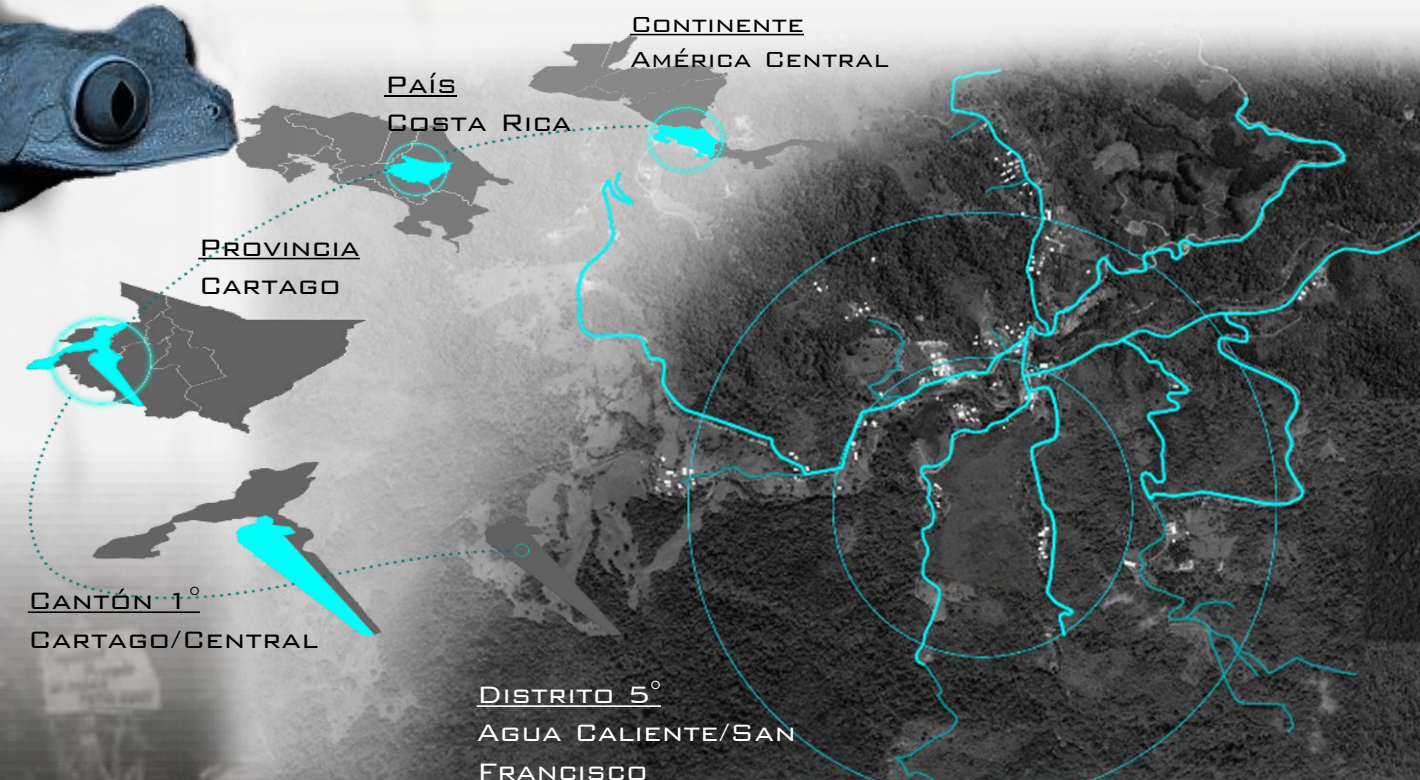 Continente
América Central
País
Costa Rica
Provincia
Cartago
Cantón 1°
Cartago/Central
Distrito 5°
Agua Caliente/San
Francisco